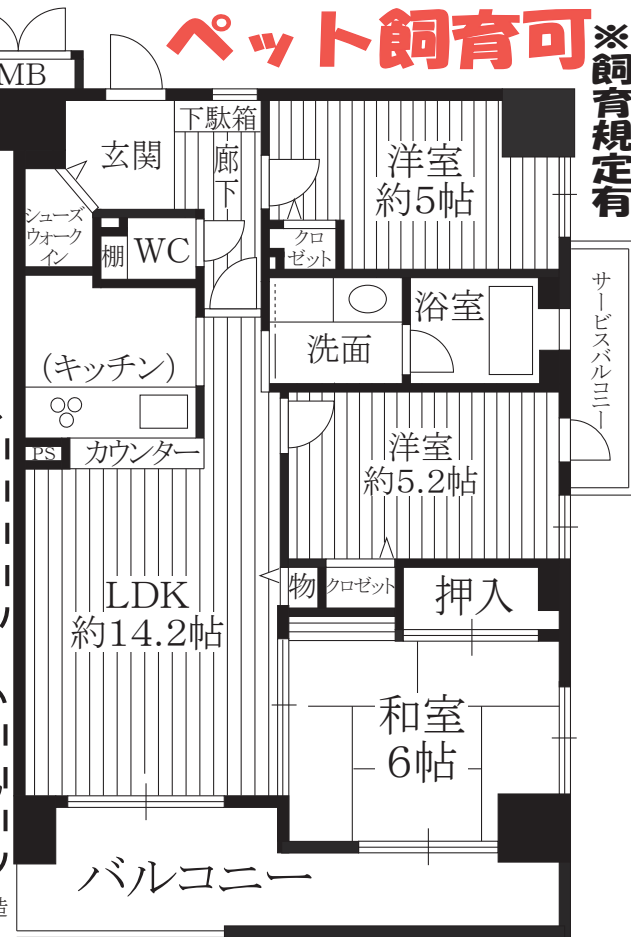 ペット飼育可
※飼育規定有
MB
下駄箱
玄関
廊下
洋室
約5帖
シューズ
ウォーク
イン
棚
WC
クロ
ゼット
浴室
洗面
サービスバルコニー
(キッチン)
PS
カウンター
洋室
約5.2帖
LDK
約14.2帖
物
クロゼット
押入
和室
6帖
バルコニー
造